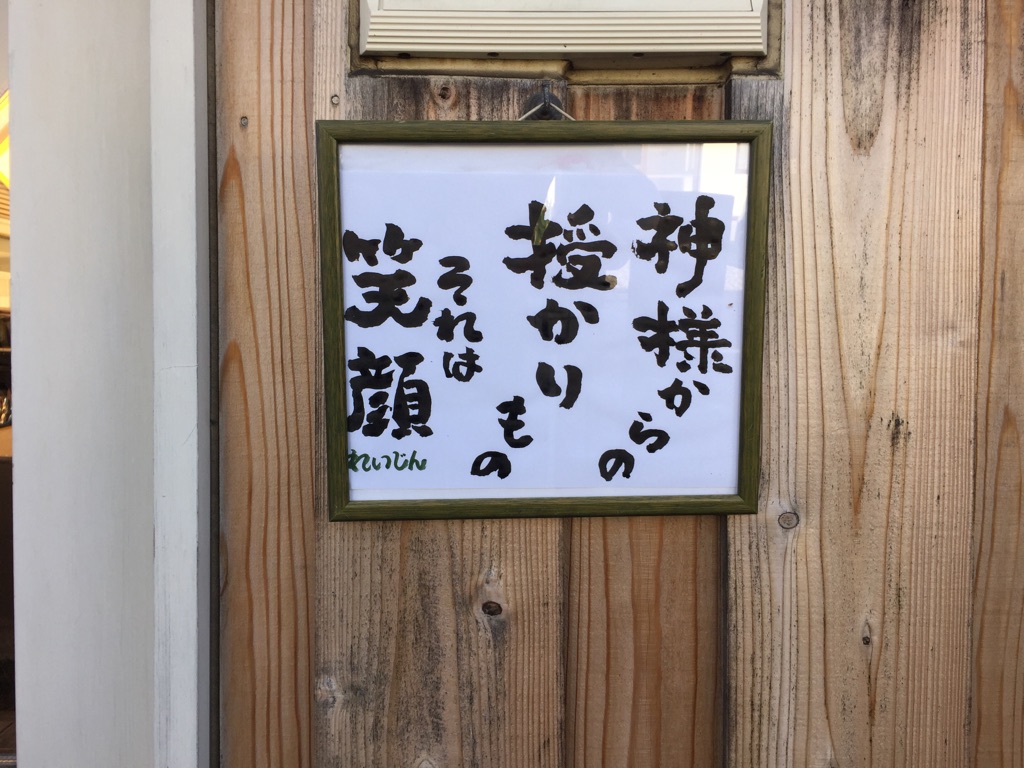 神様からの
授かりもの
それは
笑顔
れいじん